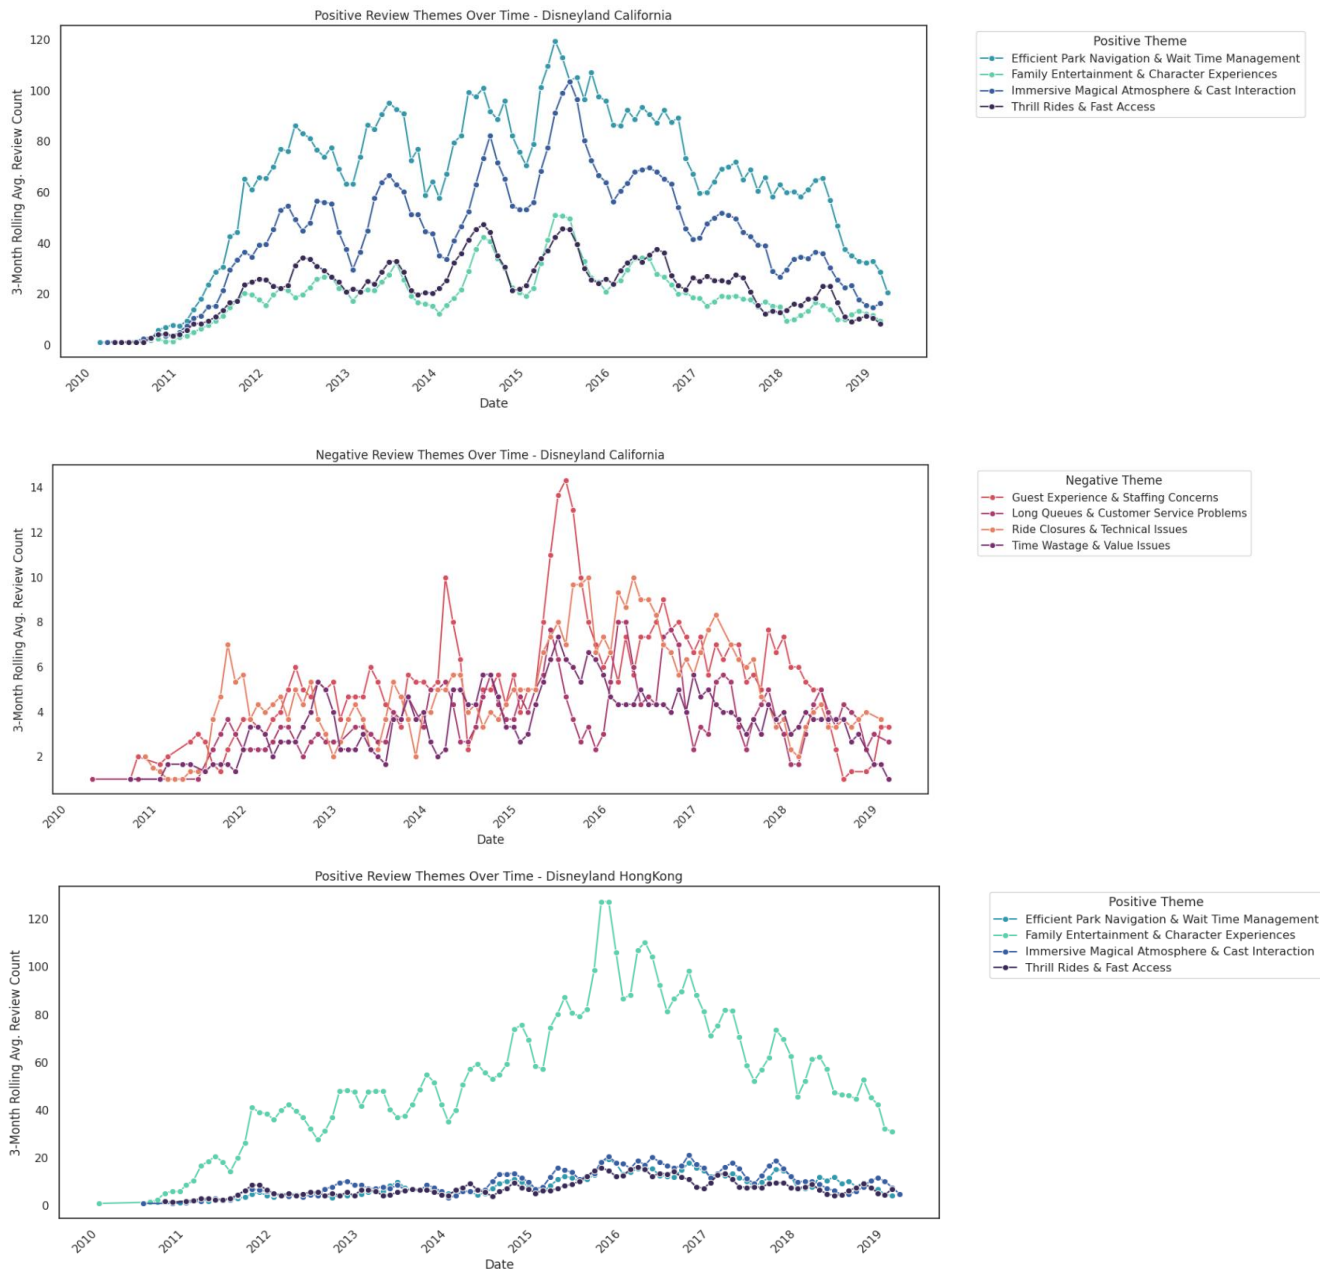 Positive Review Themes Over Time - Disneyland California
3-Month Rolling Avg. Review Count
120
100
80
60
40
20
0
2010 2011 2012 2013 2014 2015 2016 2017 2018 2019
Date
Positive Theme
Efficient Park Navigation & Wait Time Management
Family Entertainment & Character Experiences
Immersive Magical Atmosphere & Cast Interaction
Thrill Rides & Fast Access
Negative Review Themes Over Time - Disneyland California
3-Month Rolling Avg. Review Count
14
12
10
8
6
4
2
2010 2011 2012 2013 2014 2015 2016 2017 2018 2019
Date
Negative Theme
Guest Experience & Staffing Concerns
Long Queues & Customer Service Problems
Ride Closures & Technical Issues
Time Wastage & Value Issues
Positive Review Themes Over Time - Disneyland HongKong
3-Month Rolling Avg. Review Count
120
100
80
60
40
20
0
2010 2011 2012 2013 2014 2015 2016 2017 2018 2019
Date
Positive Theme
Efficient Park Navigation & Wait Time Management
Family Entertainment & Character Experiences
Immersive Magical Atmosphere & Cast Interaction
Thrill Rides & Fast Access